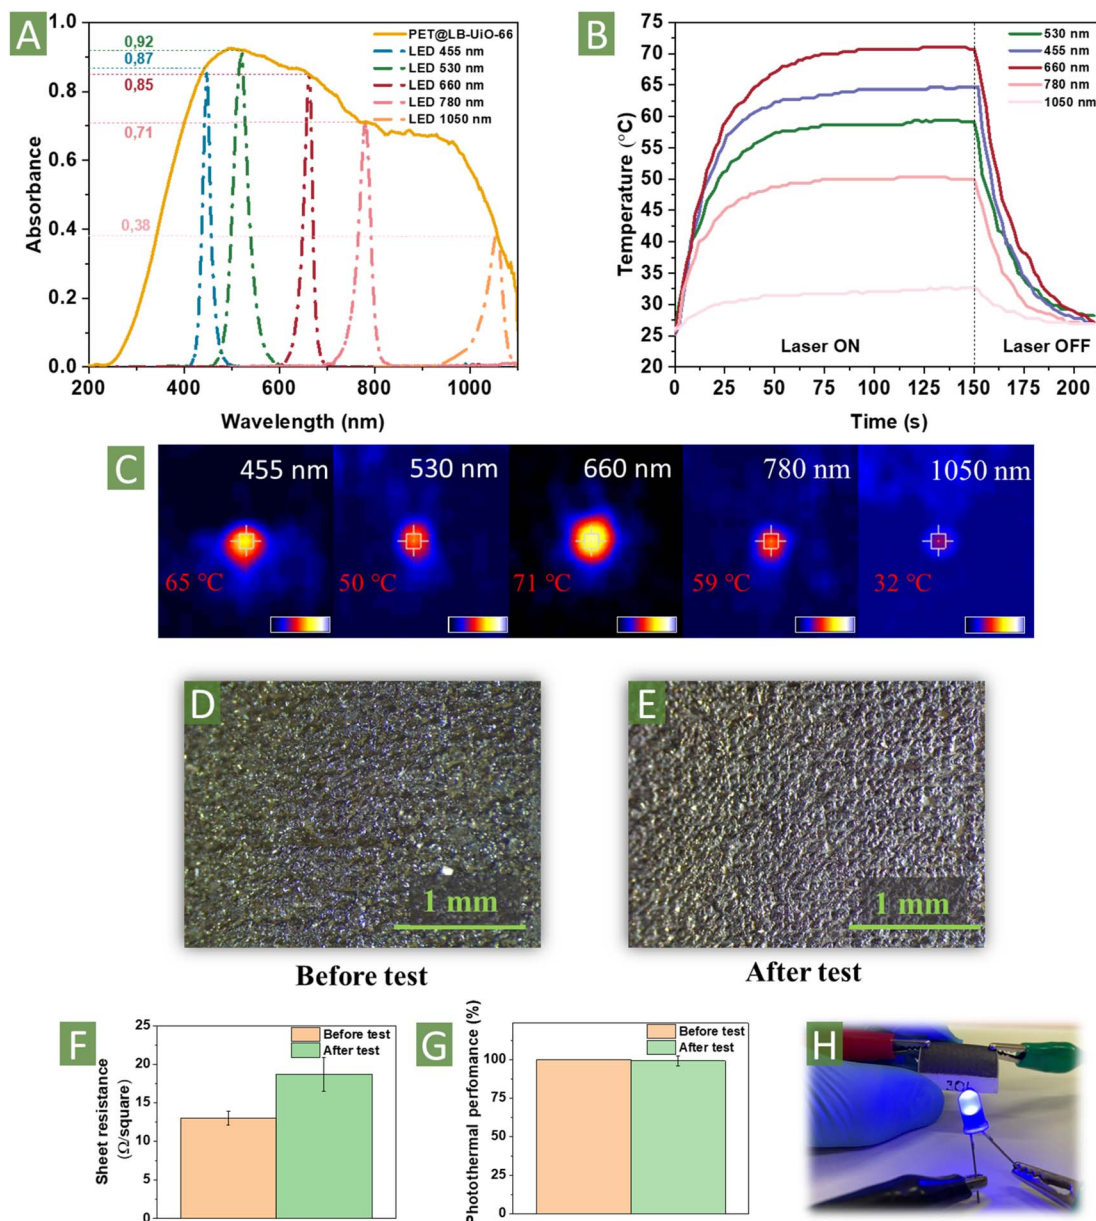 A
Absorbance
1.0
0.8
0.6
0.4
0.2
0.0
0,92
0,87
0,85
0,71
0,38
PET@LB-UiO-66
LED 455 nm
LED 530 nm
LED 660 nm
LED 780 nm
LED 1050 nm
200 400 600 800 1000
Wavelength (nm)
B
Temperature (°C)
75
70
65
60
55
50
45
40
35
30
25
20
530 nm
455 nm
660 nm
780 nm
1050 nm
Laser ON
Laser OFF
0 25 50 75 100 125 150 175 200
Time (s)
C
455 nm
65 °C
530 nm
50 °C
660 nm
71 °C
780 nm
59 °C
1050 nm
32 °C
D
1 mm
Before test
E
1 mm
After test
F
Sheet resistance
(Ω/square)
25
20
15
10
5
0
Before test
After test
G
Photothermal perfomance (%)
100
75
50
25
0
Before test
After test
H